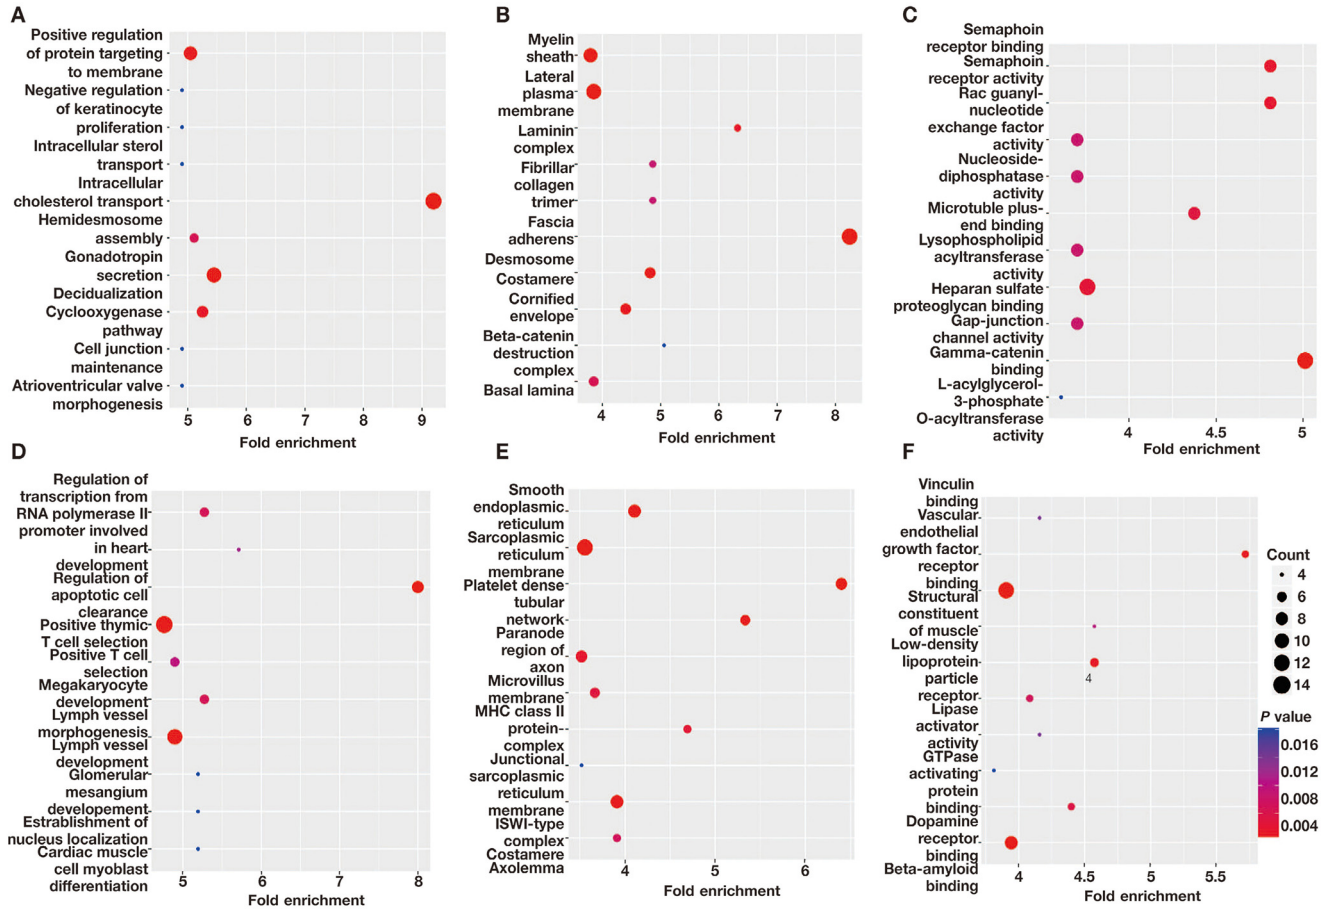 A
Positive regulation
of protein targeting
to membrane
Negative regulation
of keratinocyte
proliferation
Intracellular sterol
transport
Intracellular
cholesterol transport
Hemidesmosome
assembly
Gonadotropin
secretion
Decidualization
Cyclooxygenase
pathway
Cell junction
maintenance
Atrioventricular valve
morphogenesis
5 6 7 8 9
Fold enrichment
B
Myelin
sheath
Lateral
plasma
membrane
Laminin
complex
Fibrillar
collagen
trimer
Fascia
adherens
Desmosome
Costamere
Cornified
envelope
Beta-catenin
destruction
complex
Basal lamina
4 5 6 7 8
Fold enrichment
C
Semaphoin
receptor binding
Semaphoin
receptor activity
Rac guanyl-
nucleotide
exchange factor
activity
Nucleoside-
diphosphatase
activity
Microtuble plus-
end binding
Lysophospholipid
acyltransferase
activity
Heparan sulfate
proteoglycan binding
Gap-junction
channel activity
Gamma-catenin
binding
L-acylglycerol-
3-phosphate
O-acyltransferase
activity
4 4.5 5
Fold enrichment
D
Regulation of
transcription from
RNA polymerase II
promoter involved
in heart
development
Regulation of
apoptotic cell
clearance
Positive thymic
T cell selection
Positive T cell
selection
Megakaryocyte
development
Lymph vessel
morphogenesis
Lymph vessel
development
Glomerular
mesangium
developement
Estrablishment of
nucleus localization
Cardiac muscle
cell myoblast
differentiation
5 6 7 8
Fold enrichment
E
Smooth
endoplasmic
reticulum
Sarcoplasmic
reticulum
membrane
Platelet dense
tubular
network
Paranode
region of
axon
Microvillus
membrane
MHC class II
protein
complex
Junctional
sarcoplasmic
reticulum
membrane
ISWI-type
complex
Costamere
Axolemma
4 5 6
Fold enrichment
F
Vinculin
binding
Vascular
endothelial
growth factor
receptor
binding
Structural
constituent
of muscle
Low-density
lipoprotein
particle
receptor
Lipase
activator
activity
GTPase
activating
protein
binding
Dopamine
receptor
binding
Beta-amyloid
binding
4
4 4.5 5 5.5
Fold enrichment
Count
4
6
8
10
12
14
P value
0.016
0.012
0.008
0.004